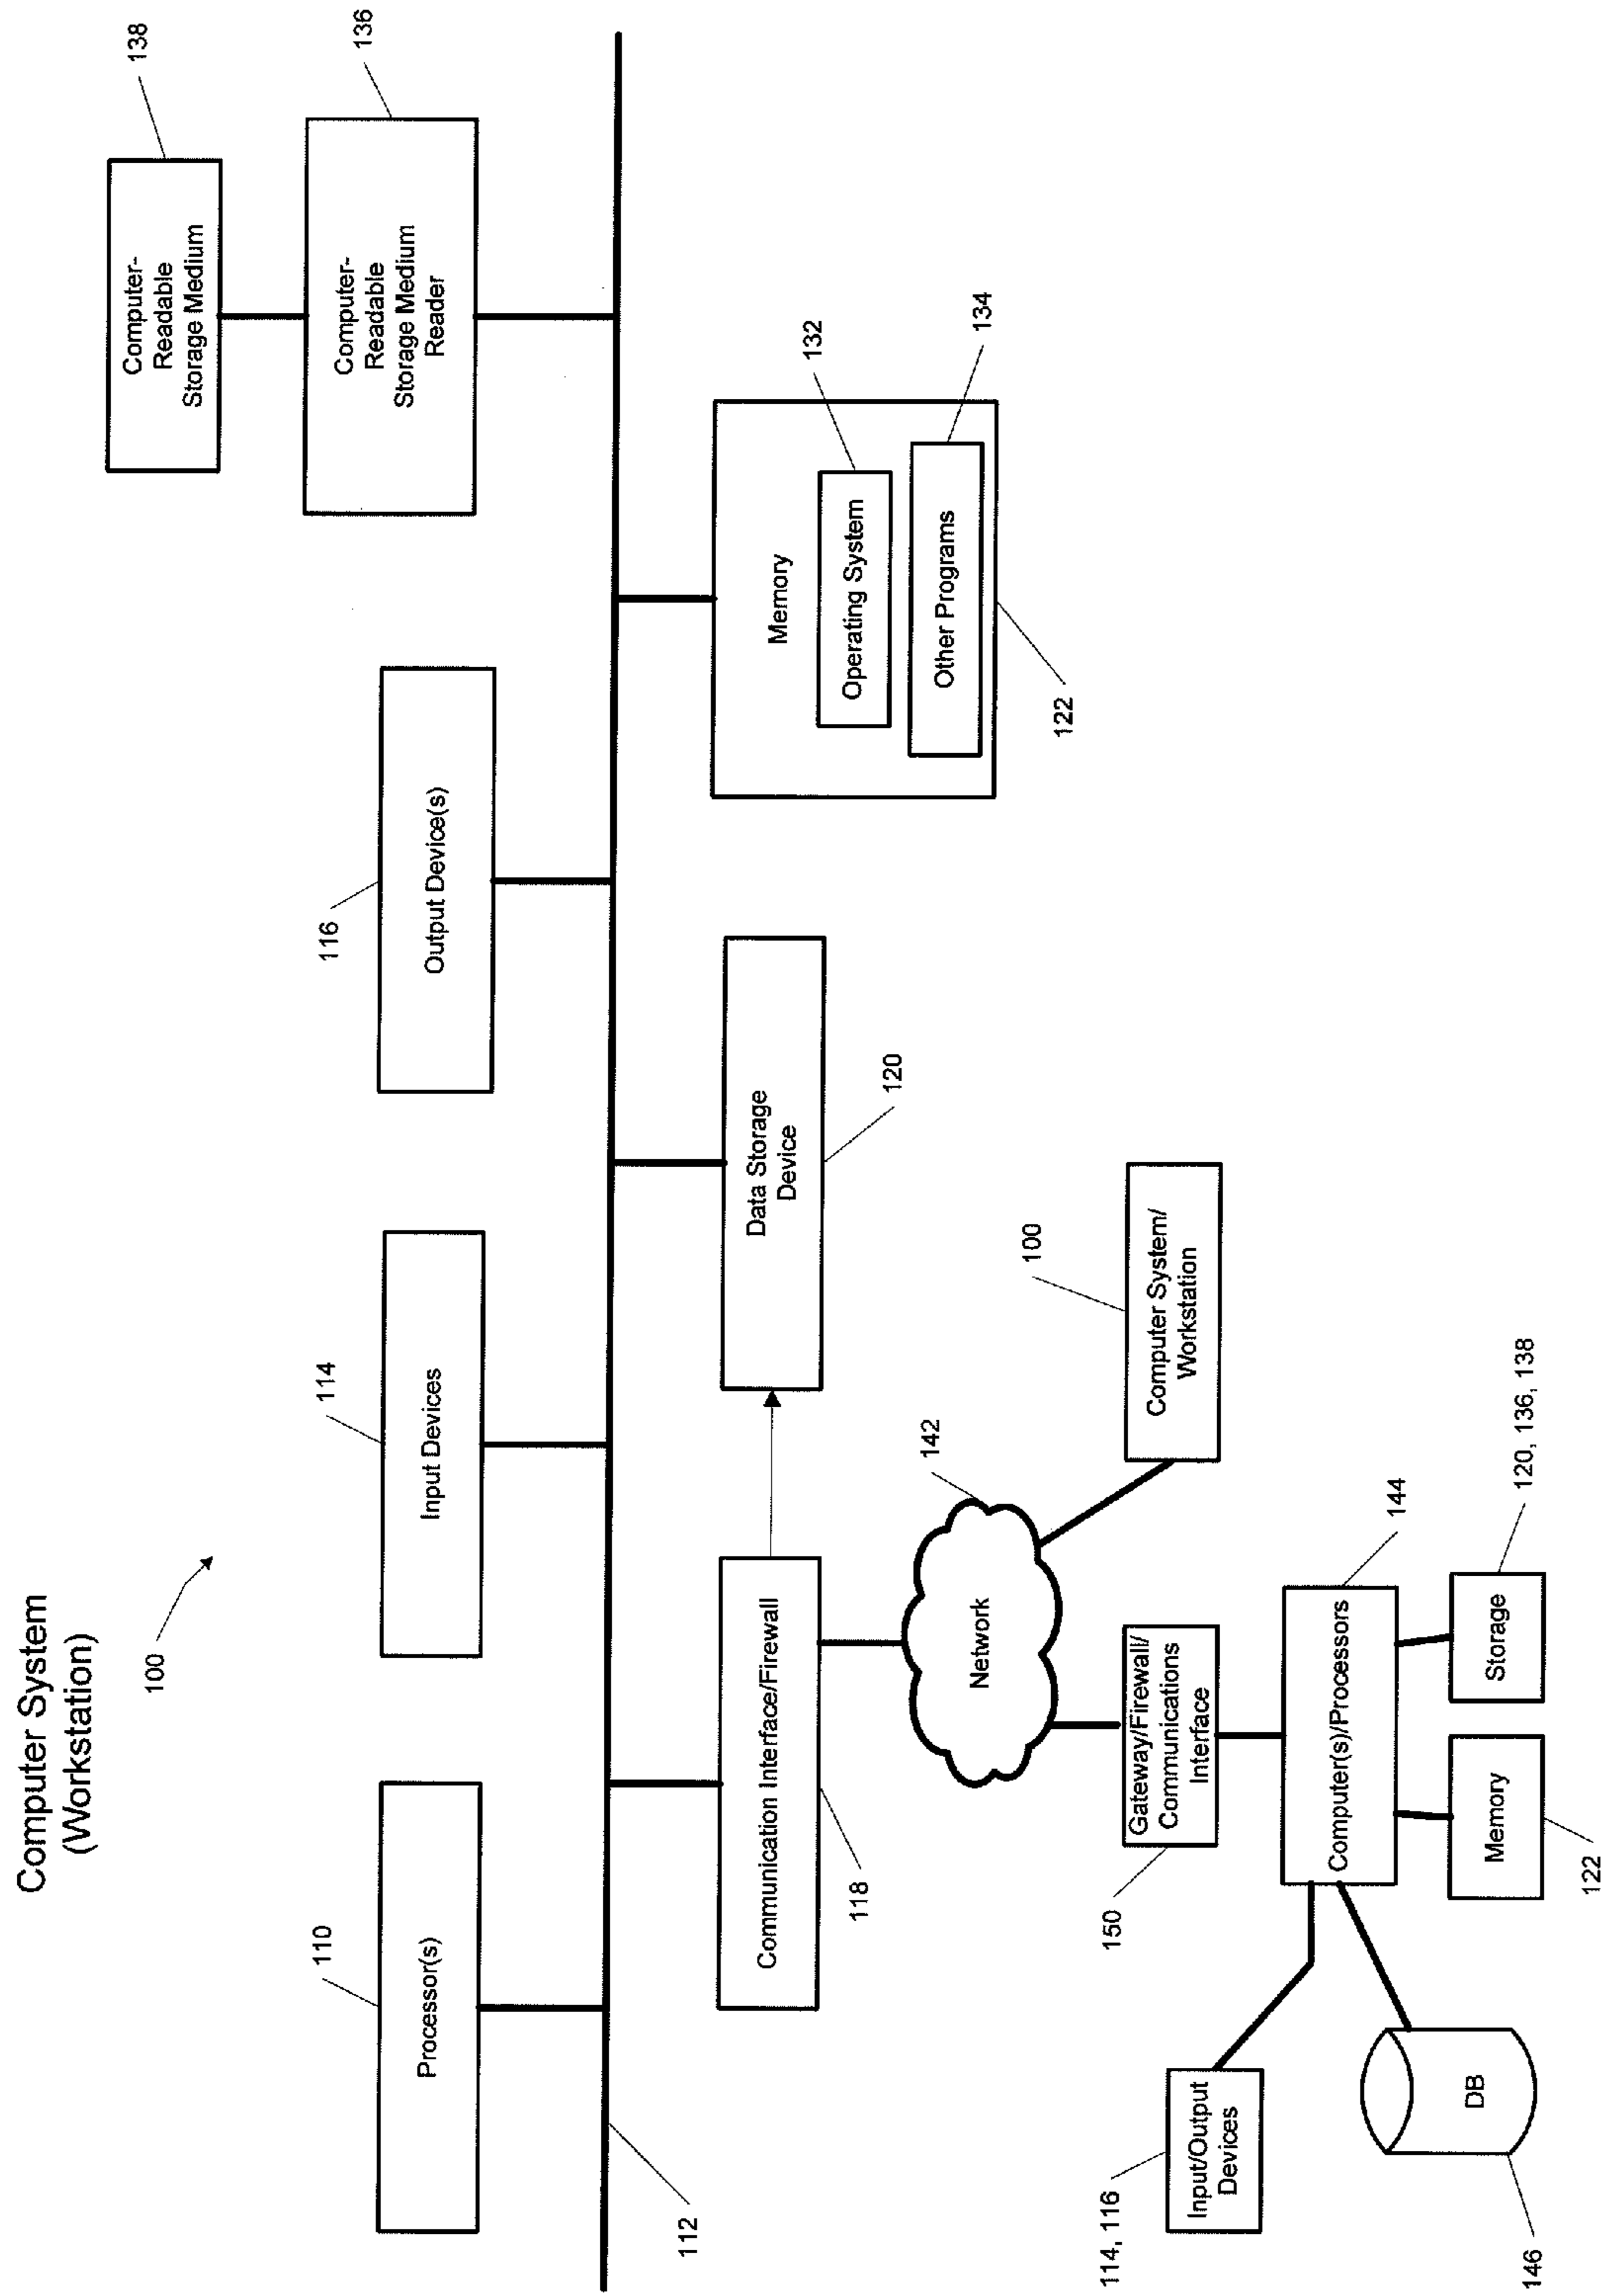 Computer System
(Workstation)
100
110
Processor(s)
114
Input Devices
116
Output Device(s)
138
Computer-
Readable
Storage Medium
136
Computer-
Readable
Storage Medium
Reader
112
118
Communication Interface/Firewall
Data Storage
Device
120
Memory
Operating System
132
Other Programs
134
122
Network
142
100
Computer System/
Workstation
150
Gateway/Firewall/
Communications
Interface
114, 116
Input/Output
Devices
Computer(s)/Processors
144
DB
146
Memory
122
Storage
120, 136, 138